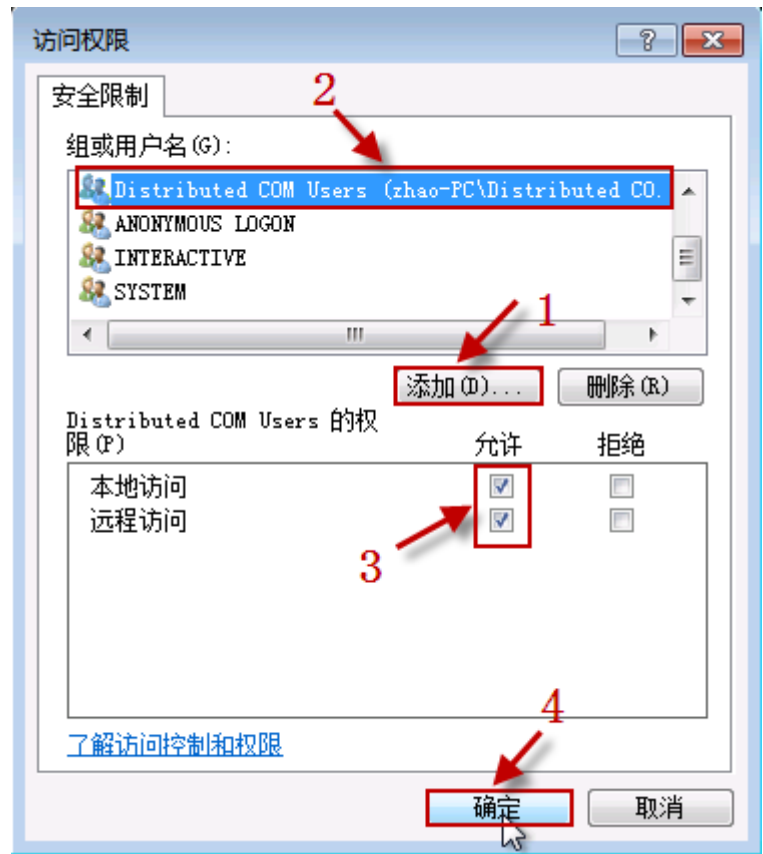 访问权限
安全限制
2
组或用户名(G):
Distributed COM Users (zhao-PC\Distributed CO.
ANONYMOUS LOGON
INTERACTIVE
SYSTEM
1
添加(D)... 删除(R)
Distributed COM Users 的权
限(P) 允许 拒绝
本地访问
远程访问
3
4
了解访问控制和权限
确定 取消